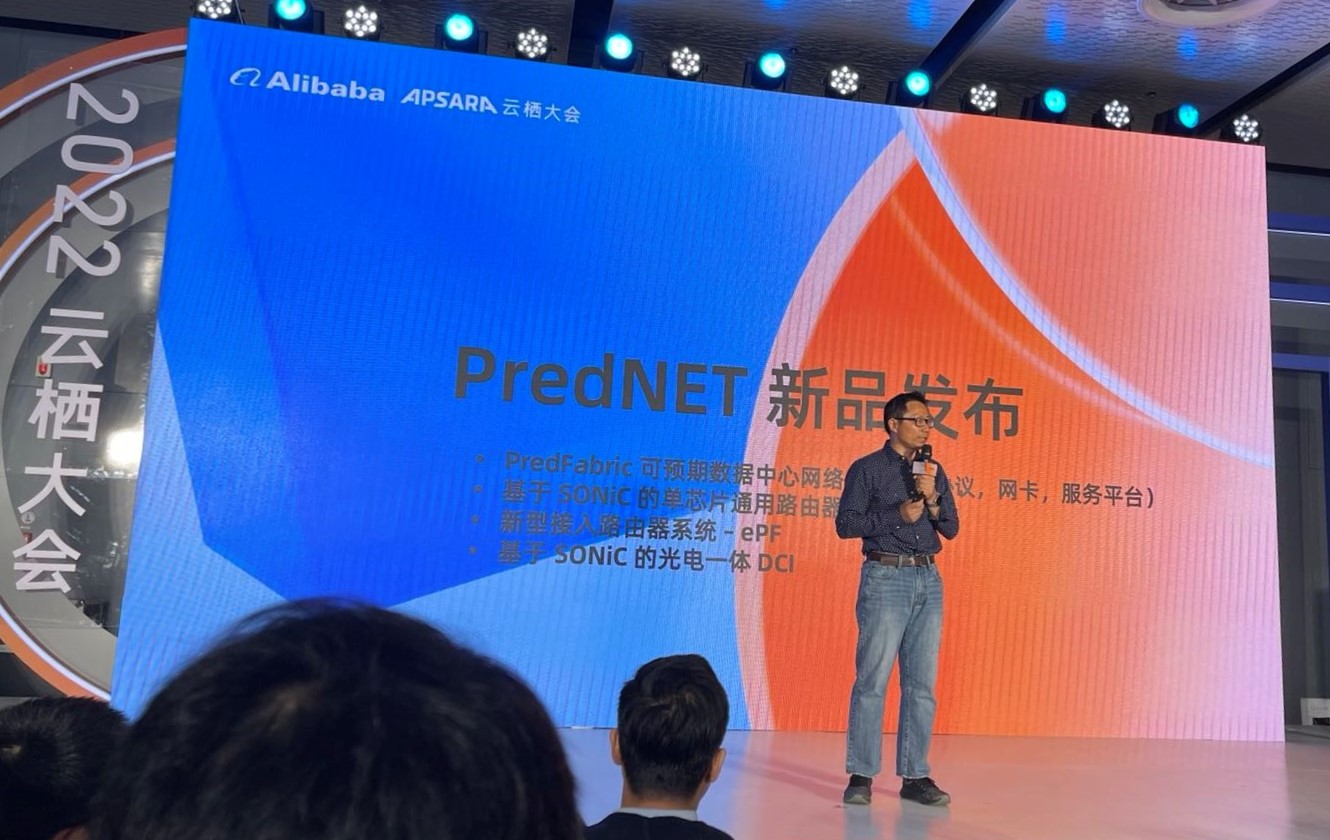 Alibaba APSARA 云栖大会
2022 云栖大会
PredNET 新品发布
• PredFabric 可预期数据中心网络 议，网卡，服务平台）
• 基于 SONiC 的单芯片通用路由器
• 新型接入路由器系统 – ePF
• 基于 SONiC 的光电一体 DCI